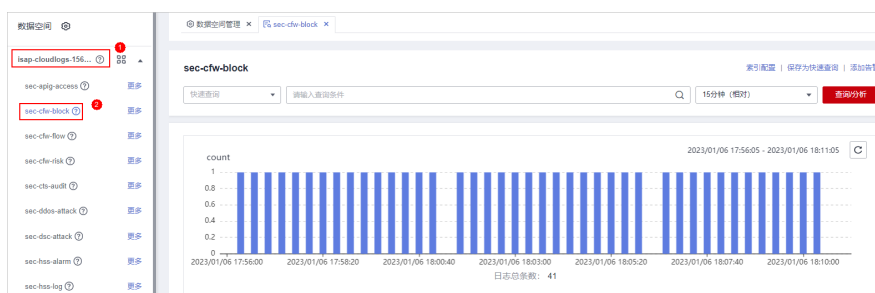 数据空间
数据空间管理 ×
sec-cfw-block ×
1
isap-cloudlogs-156...
sec-apig-access 更多
2
sec-cfw-block 更多
sec-cfw-flow 更多
sec-cfw-risk 更多
sec-cts-audit 更多
sec-ddos-attack 更多
sec-dsc-attack 更多
sec-hss-alarm 更多
sec-hss-log 更多
sec-cfw-block
索引配置 | 保存为快速查询 | 添加告警
快速查询
请输入查询条件
15分钟（相对）
查询/分析
2023/01/06 17:56:05 - 2023/01/06 18:11:05
count
1
0.8
0.6
0.4
0.2
0
2023/01/06 17:56:00 2023/01/06 17:58:20 2023/01/06 18:00:40 2023/01/06 18:03:00 2023/01/06 18:05:20 2023/01/06 18:07:40 2023/01/06 18:10:00
日志总条数： 41